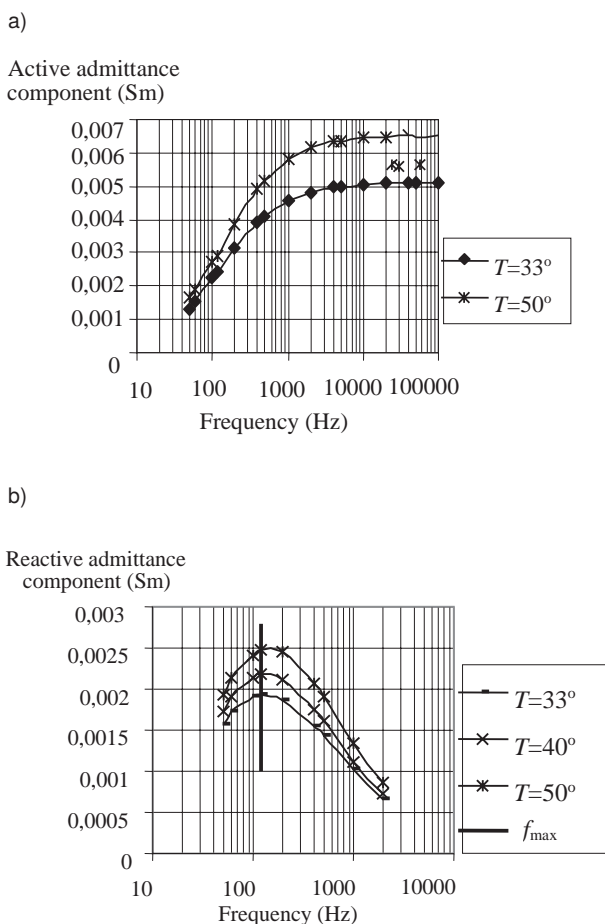 a)
Active admittance
component (Sm)
0,007
0,006
0,005
0,004
0,003
0,002
0,001
0
10 100 1000 10000 100000
Frequency (Hz)
T=33°
T=50°
b)
Reactive admittance
component (Sm)
0,003
0,0025
0,002
0,0015
0,001
0,0005
0
10 100 1000 10000
Frequency (Hz)
T=33°
T=40°
T=50°
fmax